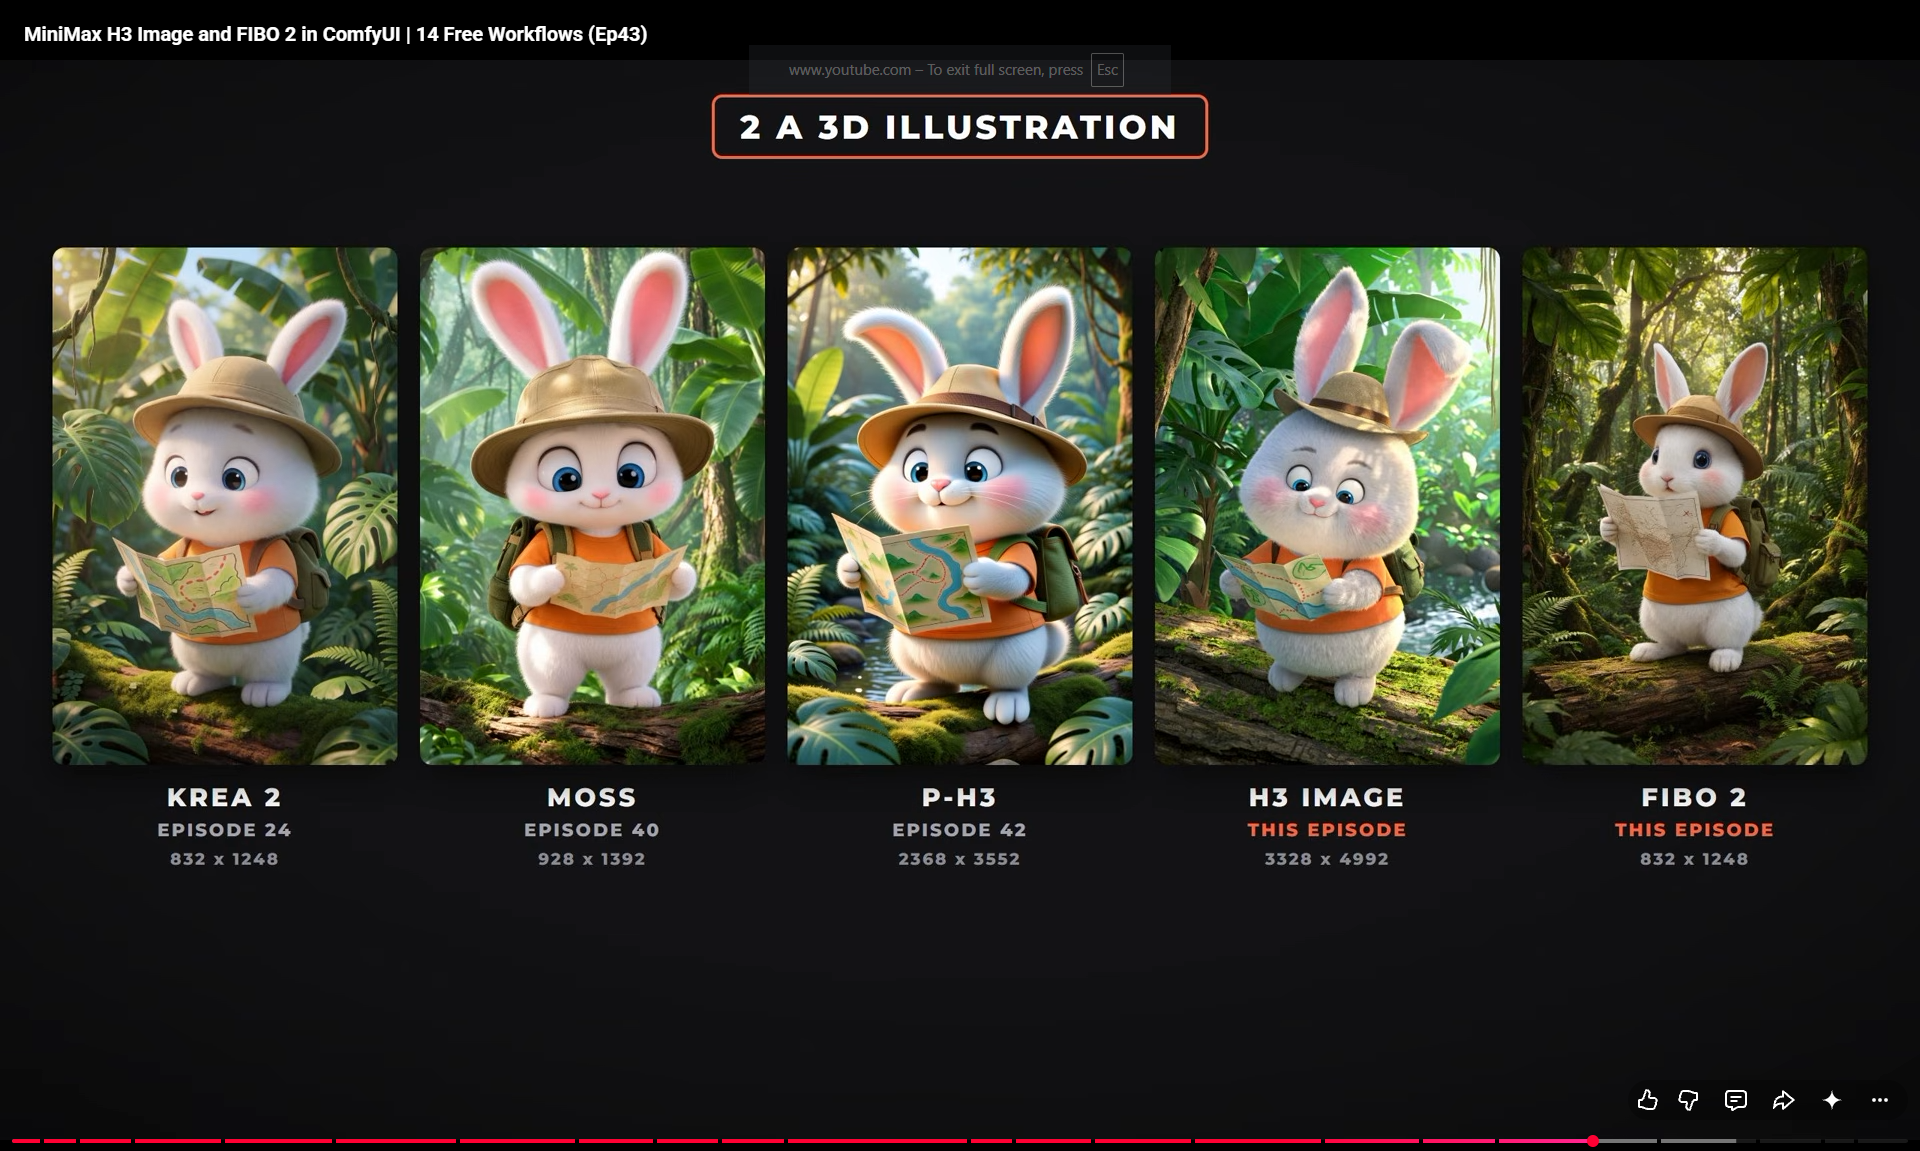 MiniMax H3 Image and FIBO 2 in ComfyUI | 14 Free Workflows (Ep43)
www.youtube.com – To exit full screen, press Esc
2 A 3D ILLUSTRATION
KREA 2
EPISODE 24
832 x 1248
MOSS
EPISODE 40
928 x 1392
P-H3
EPISODE 42
2368 x 3552
H3 IMAGE
THIS EPISODE
3328 x 4992
FIBO 2
THIS EPISODE
832 x 1248